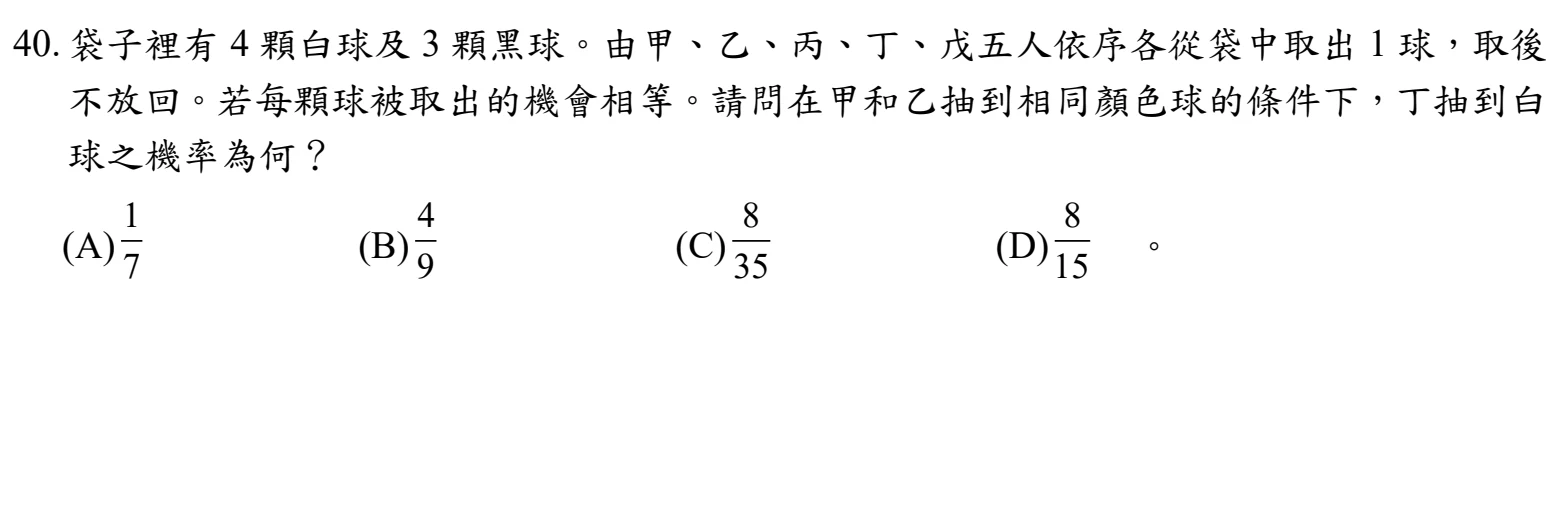 40. 袋子裡有 4 顆白球及 3 顆黑球。由甲、乙、丙、丁、戊五人依序各從袋中取出 1 球，取後
不放回。若每顆球被取出的機會相等。請問在甲和乙抽到相同顏色球的條件下，丁抽到白
球之機率為何？
(A) 1/7 (B) 4/9 (C) 8/35 (D) 8/15 。